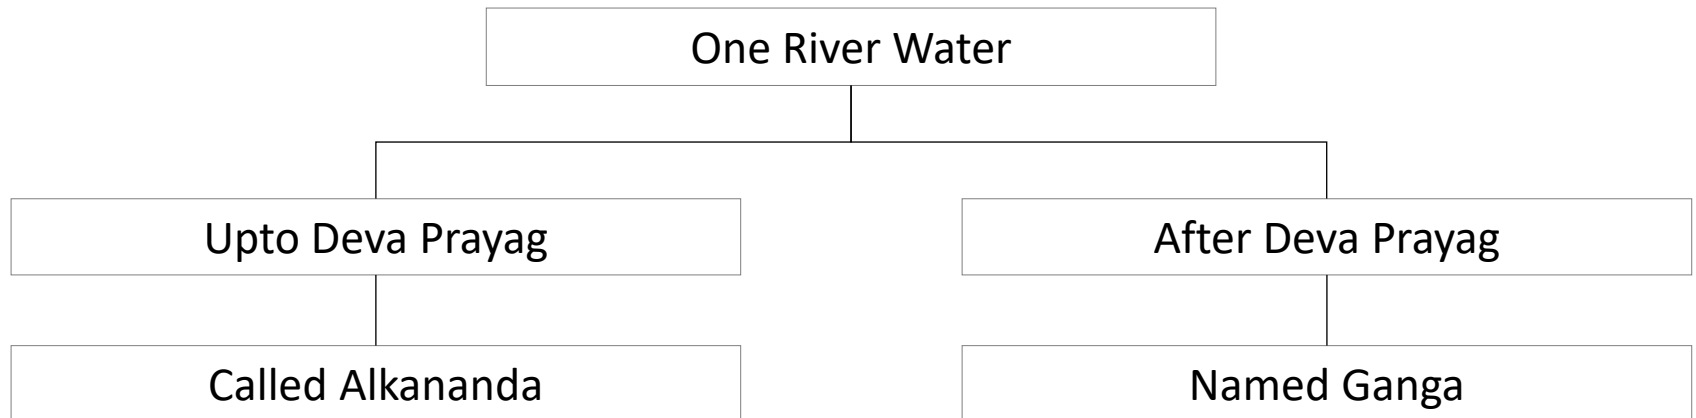 One River Water
Upto Deva Prayag
After Deva Prayag
Called Alkananda
Named Ganga